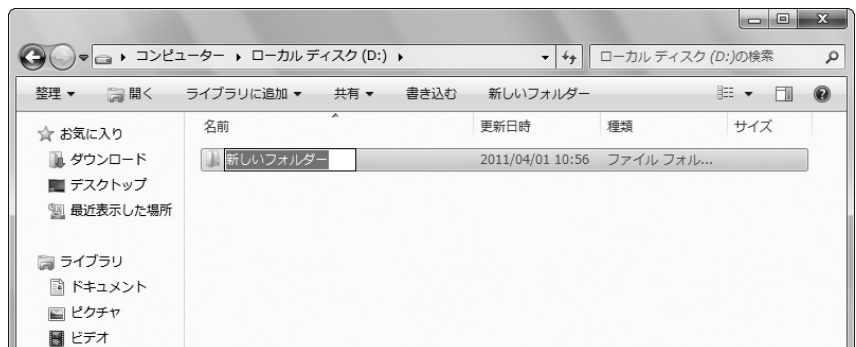 コンピューター ローカル ディスク (D:) ローカル ディスク (D:)の検索
整理 開く ライブラリに追加 共有 書き込む 新しいフォルダー
お気に入り
ダウンロード
デスクトップ
最近表示した場所
ライブラリ
ドキュメント
ピクチャ
ビデオ
名前 更新日時 種類 サイズ
新しいフォルダー 2011/04/01 10:56 ファイル フォル...